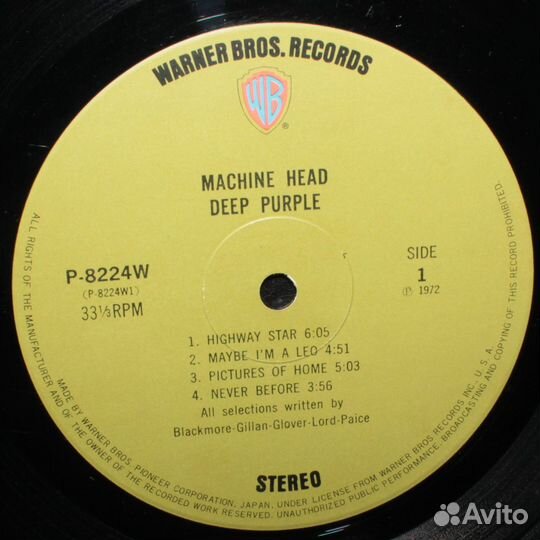 WARNER BROS. RECORDS
WB
®
MACHINE HEAD
DEEP PURPLE
P-8224W
(P-8224W1)
33⅓RPM
SIDE
1
Ⓟ 1972
1. HIGHWAY STAR 6:05
2. MAYBE I'M A LEO 4:51
3. PICTURES OF HOME 5:03
4. NEVER BEFORE 3:56
All selections written by
Blackmore-Gillan-Glover-Lord-Paice
STEREO
MADE BY WARNER BROS. PIONEER CORPORATION, JAPAN, UNDER LICENSE FROM WARNER BROS. RECORDS INC. U.S.A.
ALL RIGHTS OF THE MANUFACTURER AND OF THE OWNER OF THE RECORDED WORK RESERVED. UNAUTHORIZED PUBLIC PERFORMANCE, BROADCASTING AND COPYING OF THIS RECORD PROHIBITED.
Avito